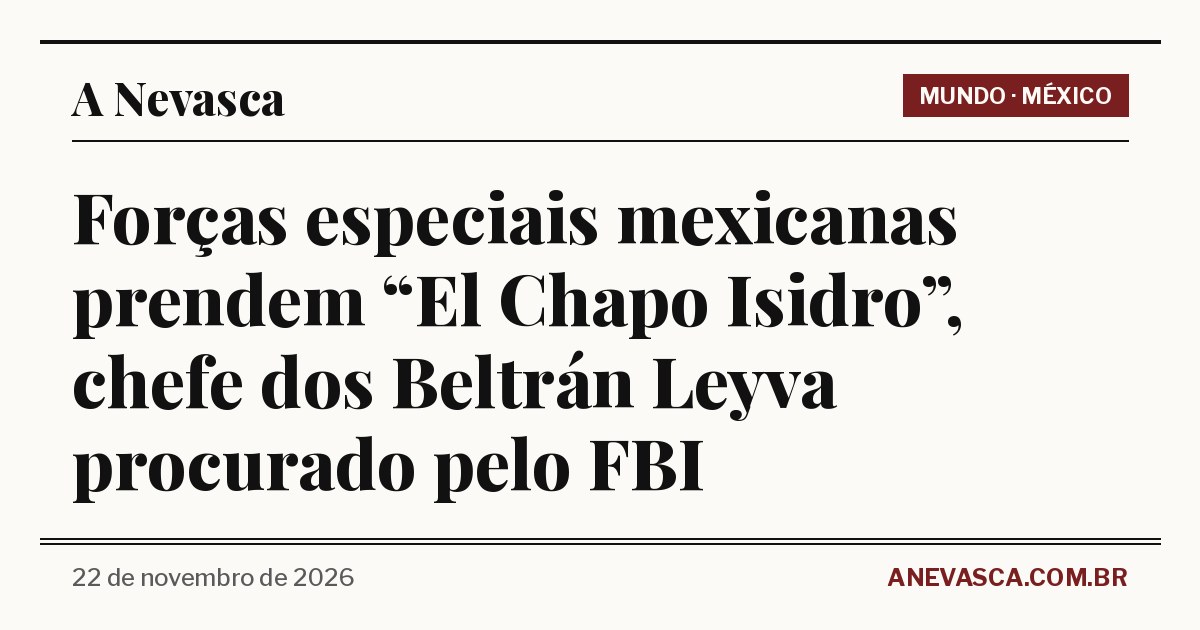 A Nevasca
MUNDO · MÉXICO
Forças especiais mexicanas
prendem “El Chapo Isidro”,
chefe dos Beltrán Leyva
procurado pelo FBI
22 de novembro de 2026
ANEVASCA.COM.BR